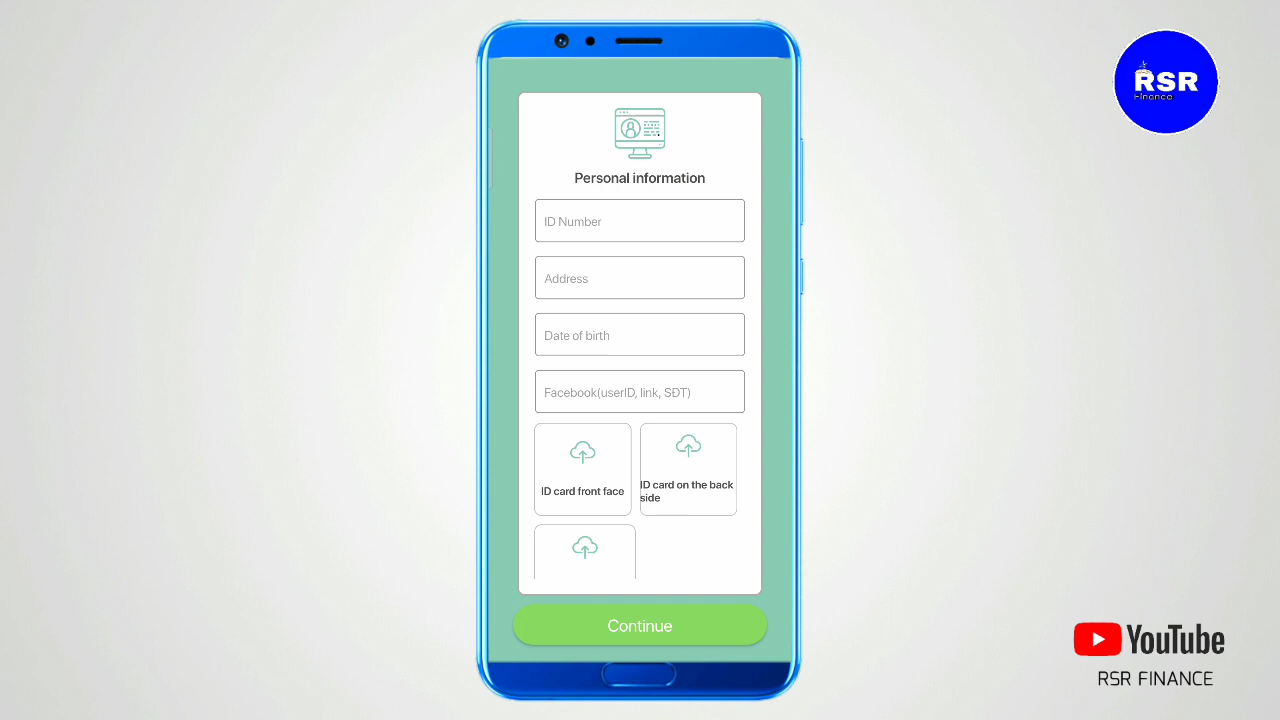 RSR
Finance
Personal information
ID Number
Address
Date of birth
Facebook(userID, link, SĐT)
ID card front face
ID card on the back
side
Continue
YouTube
RSR FINANCE